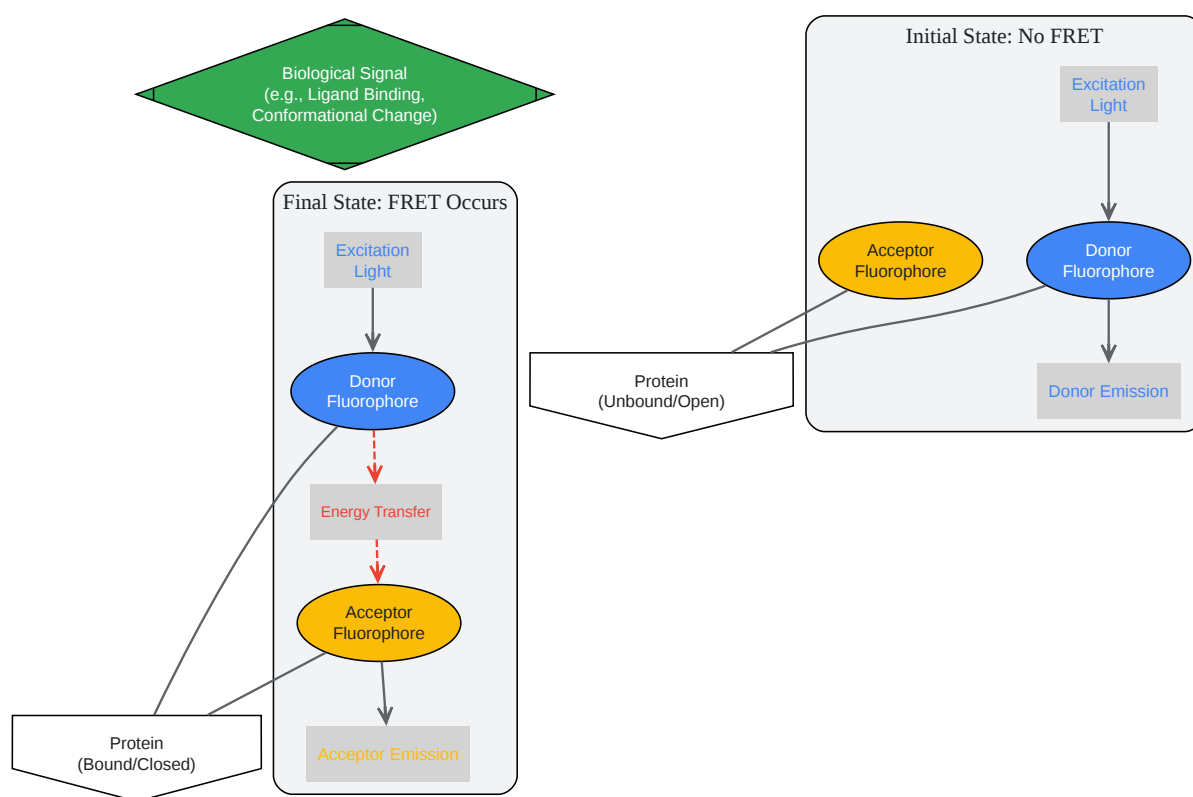 Biological Signal
(e.g., Ligand Binding,
Conformational Change)
Initial State: No FRET
Excitation
Light
Acceptor
Fluorophore
Donor
Fluorophore
Donor Emission
Protein
(Unbound/Open)
Final State: FRET Occurs
Excitation
Light
Donor
Fluorophore
Energy Transfer
Acceptor
Fluorophore
Acceptor Emission
Protein
(Bound/Closed)